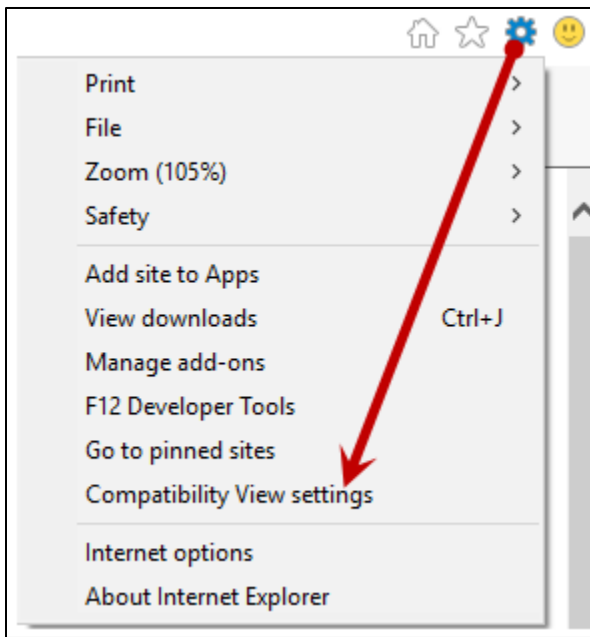 Print
File
Zoom (105%)
Safety
Add site to Apps
View downloads Ctrl+J
Manage add-ons
F12 Developer Tools
Go to pinned sites
Compatibility View settings
Internet options
About Internet Explorer